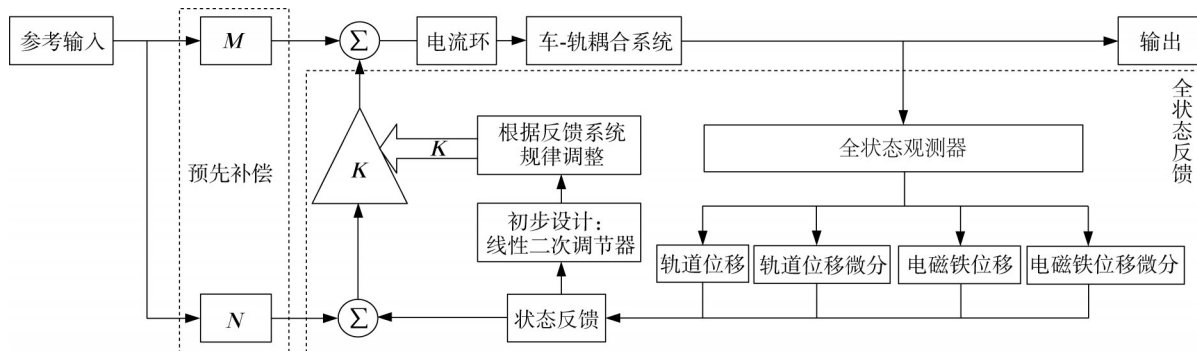 参考输入
M
Σ
电流环
车-轨耦合系统
输出
全状态反馈
预先补偿
K
K
根据反馈系统
规律调整
全状态观测器
初步设计:
线性二次调节器
轨道位移
轨道位移微分
电磁铁位移
电磁铁位移微分
N
Σ
状态反馈